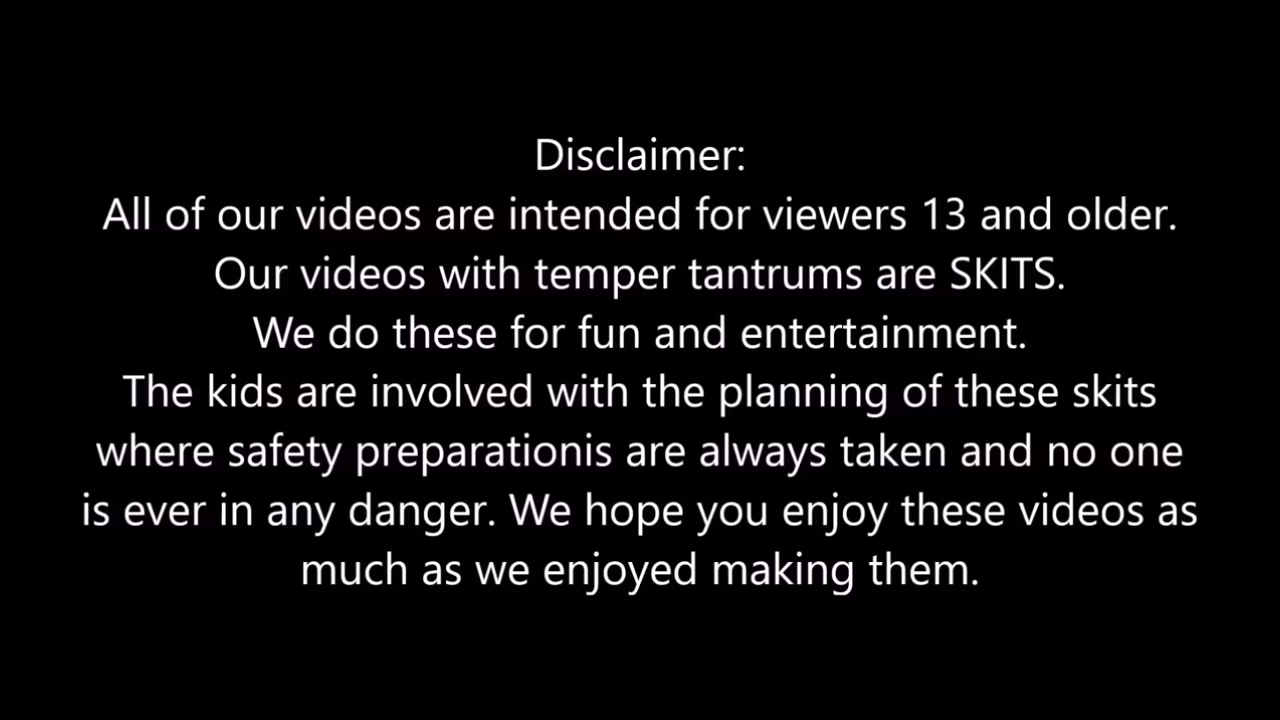 Disclaimer:
All of our videos are intended for viewers 13 and older.
Our videos with temper tantrums are SKITS.
We do these for fun and entertainment.
The kids are involved with the planning of these skits
where safety preparationis are always taken and no one
is ever in any danger. We hope you enjoy these videos as
much as we enjoyed making them.